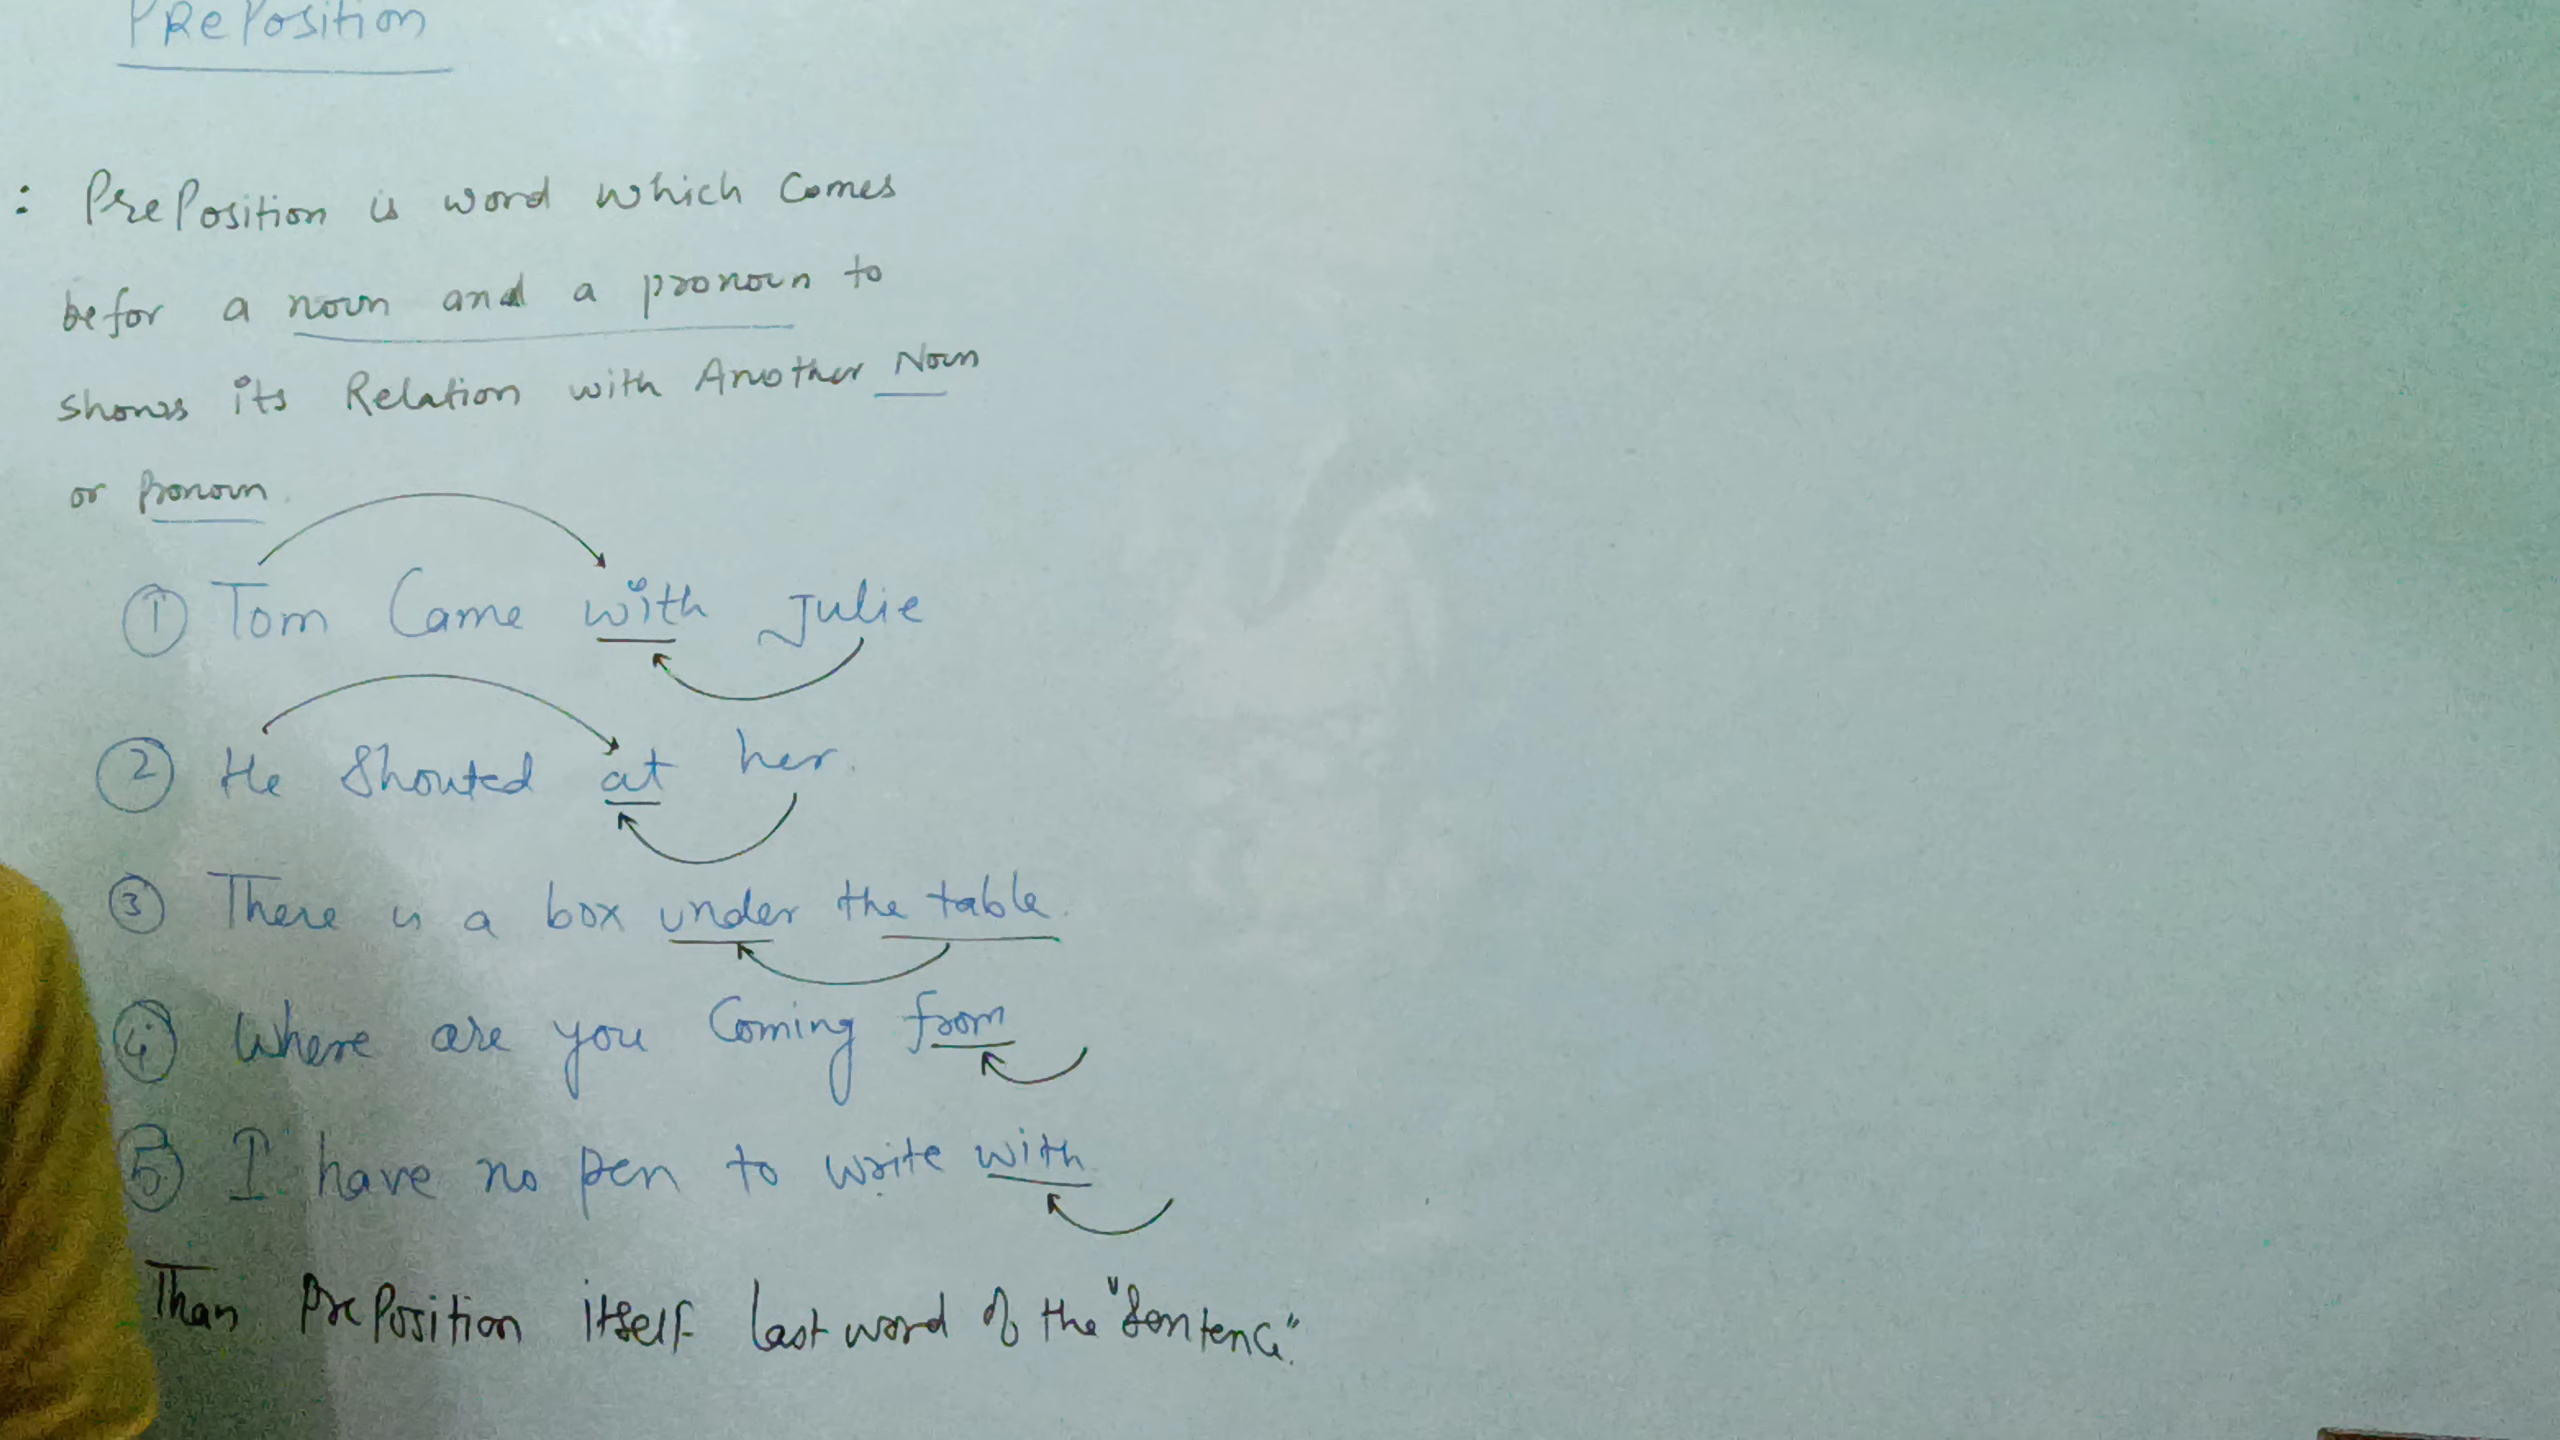 PRePosition
: PrePosition is word which Comes
befor a noun and a pronoun to
shows its Relation with Another Noun
or Pronoun.
① Tom Came with Julie
② He Shouted at her.
③ There is a box under the table.
④ Where are you Coming from
⑤ I have no pen to write with
Than PrePosition itself last word of the "Sentence".